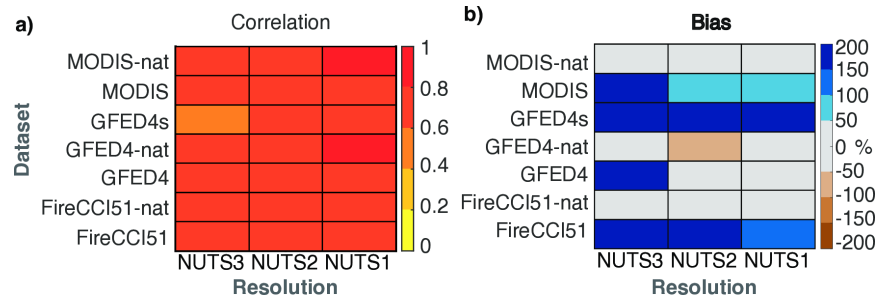 a)
Correlation
Dataset
MODIS-nat
MODIS
GFED4s
GFED4-nat
GFED4
FireCCI51-nat
FireCCI51
NUTS3 NUTS2 NUTS1
Resolution
1
0.8
0.6
0.4
0.2
0
b)
Bias
MODIS-nat
MODIS
GFED4s
GFED4-nat
GFED4
FireCCI51-nat
FireCCI51
NUTS3 NUTS2 NUTS1
Resolution
200
150
100
50
0 %
-50
-100
-150
-200